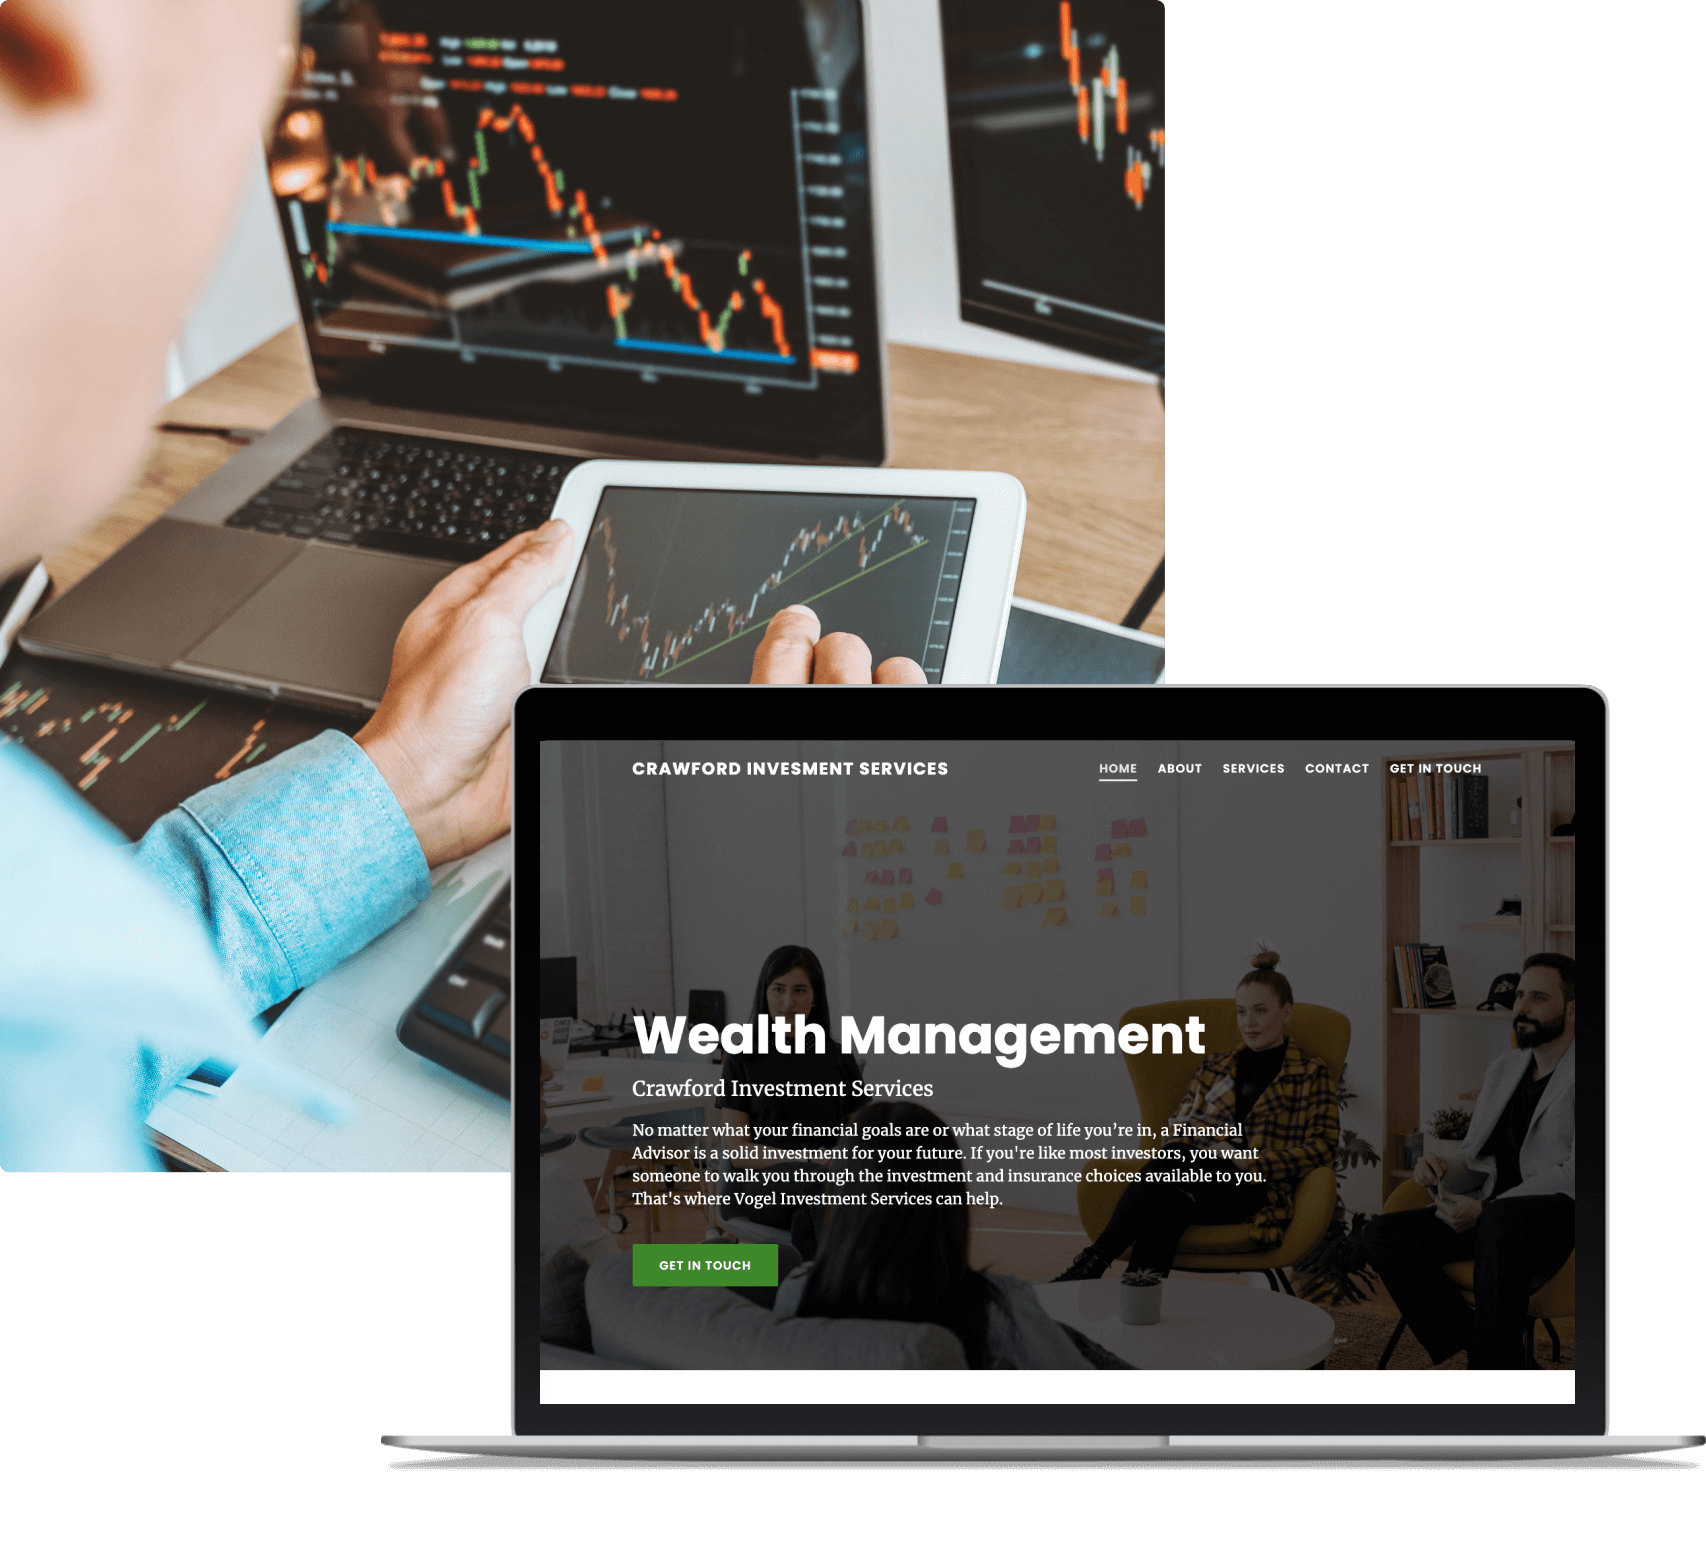 CRAWFORD INVESMENT SERVICES
HOME ABOUT SERVICES CONTACT GET IN TOUCH
Wealth Management
Crawford Investment Services
No matter what your financial goals are or what stage of life you’re in, a Financial
Advisor is a solid investment for your future. If you're like most investors, you want
someone to walk you through the investment and insurance choices available to you.
That's where Vogel Investment Services can help.
GET IN TOUCH